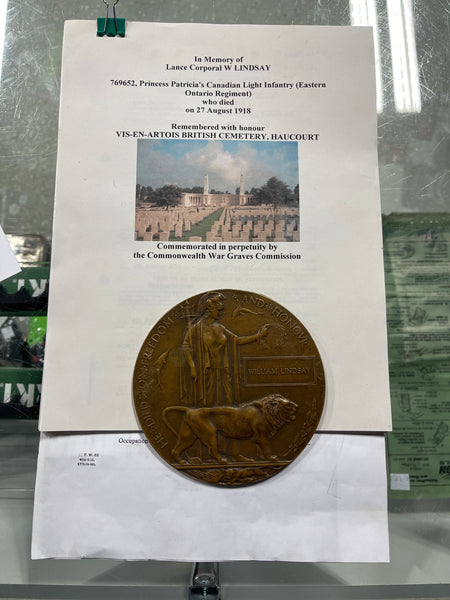 In Memory of
Lance Corporal W LINDSAY
769652, Princess Patricia's Canadian Light Infantry (Eastern
Ontario Regiment)
who died
on 27 August 1918
Remembered with honour
VIS-EN-ARTOIS BRITISH CEMETERY, HAUCOURT
Commemorated in perpetuity by
the Commonwealth War Graves Commission
HE DIED FOR FREEDOM AND HONOUR
WILLIAM LINDSAY
Occupation